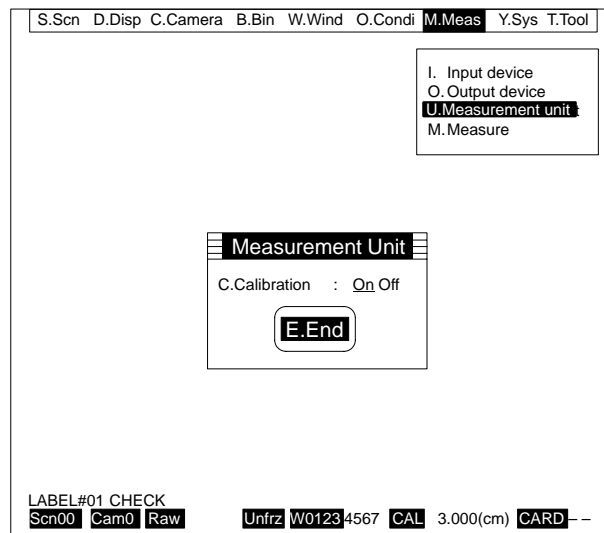 S.Scn D.Disp C.Camera B.Bin W.Wind O.Condi M.Meas Y.Sys T.Tool
I. Input device
O. Output device
U.Measurement unit
M. Measure
Measurement Unit
C.Calibration : On Off
E.End
LABEL#01 CHECK
Scn00 Cam0 Raw Unfrz W01234567 CAL 3.000(cm) CARD – –